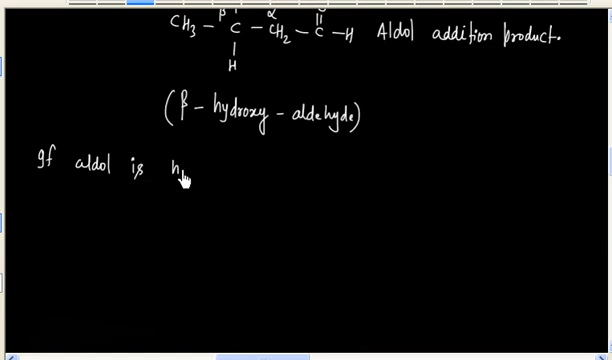 β α O
CH₃ – C – CH₂ – C – H Aldol addition product.
H
(β – hydroxy – aldehyde)
If aldol is h